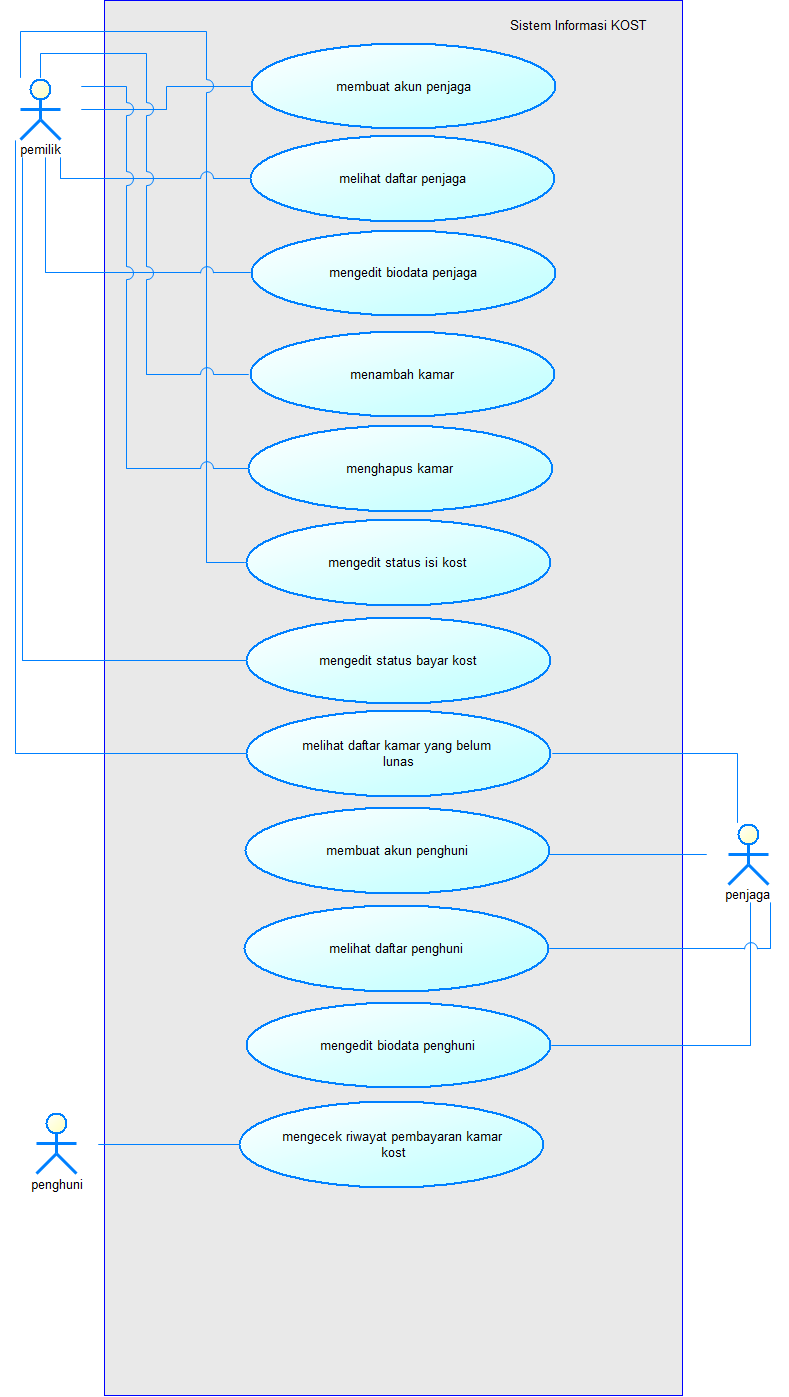 Sistem Informasi KOST
membuat akun penjaga
pemilik
melihat daftar penjaga
mengedit biodata penjaga
menambah kamar
menghapus kamar
mengedit status isi kost
mengedit status bayar kost
melihat daftar kamar yang belum
lunas
membuat akun penghuni
penjaga
melihat daftar penghuni
mengedit biodata penghuni
mengecek riwayat pembayaran kamar
kost
penghuni